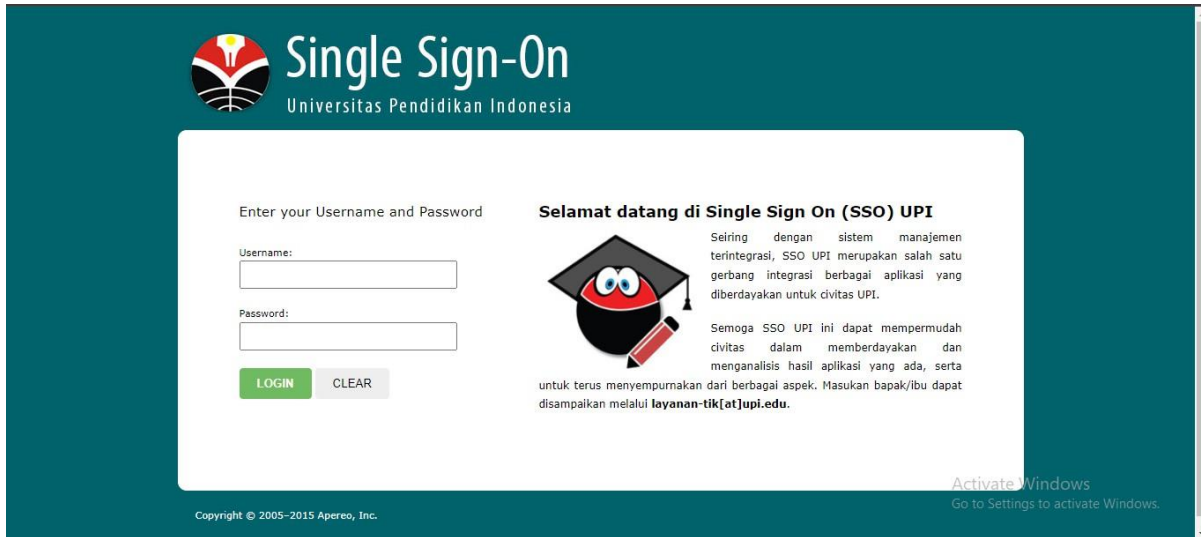 Single Sign-On
Universitas Pendidikan Indonesia
Enter your Username and Password
Username:
Password:
LOGIN
CLEAR
Selamat datang di Single Sign On (SSO) UPI
Seiring dengan sistem manajemen
terintegrasi, SSO UPI merupakan salah satu
gerbang integrasi berbagai aplikasi yang
diberdayakan untuk civitas UPI.
Semoga SSO UPI ini dapat mempermudah
civitas dalam memberdayakan dan
menganalisis hasil aplikasi yang ada, serta
untuk terus menyempurnakan dari berbagai aspek. Masukan bapak/ibu dapat
disampaikan melalui layanan-tik[at]upi.edu.
Activate Windows
Go to Settings to activate Windows.
Copyright © 2005–2015 Apereo, Inc.